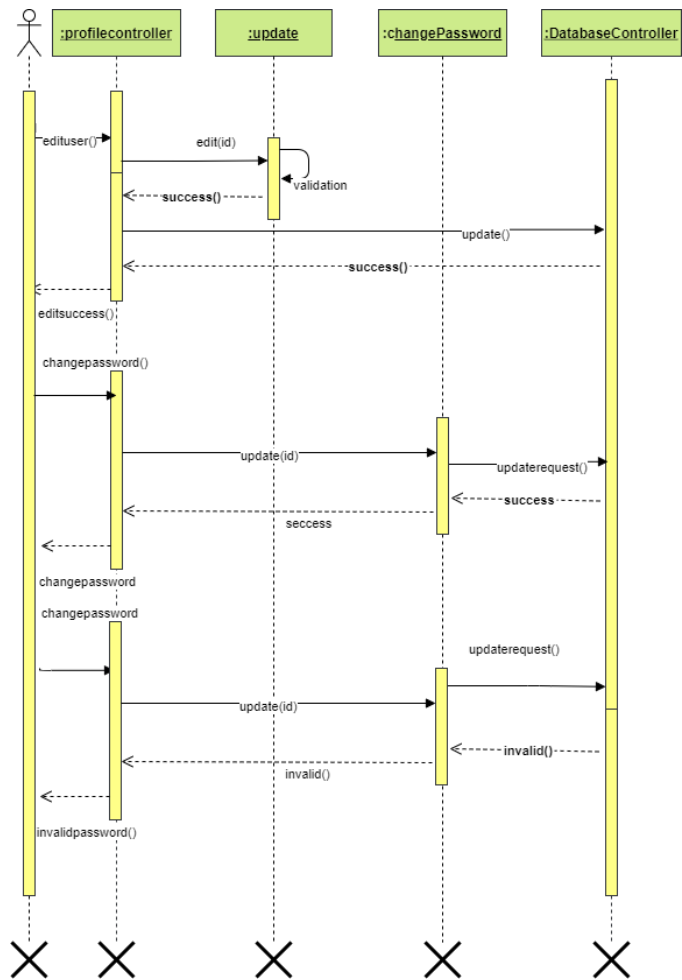 :profilecontroller
:update
:changePassword
:DatabaseController
edituser()
edit(id)
validation
success()
update()
success()
editsuccess()
changepassword()
update(id)
updaterequest()
success
seccess
changepassword
changepassword
updaterequest()
update(id)
invalid()
invalid()
invalidpassword()